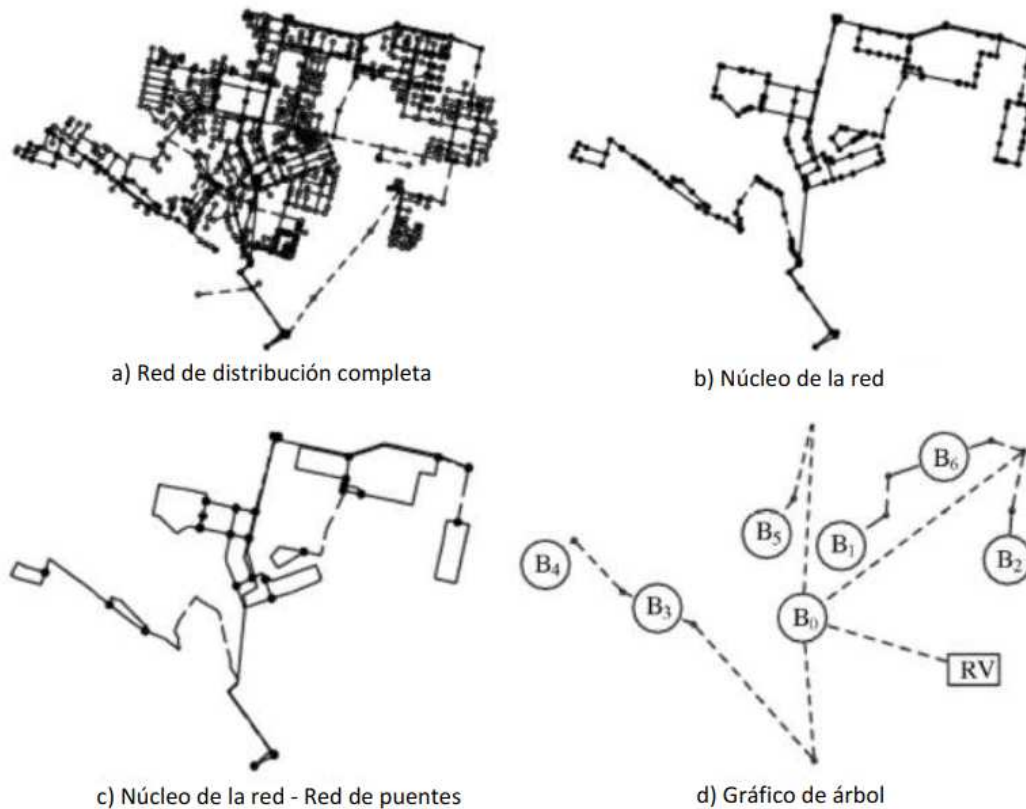 a) Red de distribución completa
b) Núcleo de la red
c) Núcleo de la red - Red de puentes
B₆
B₅
B₁
B₂
B₄
B₃
B₀
RV
d) Gráfico de árbol